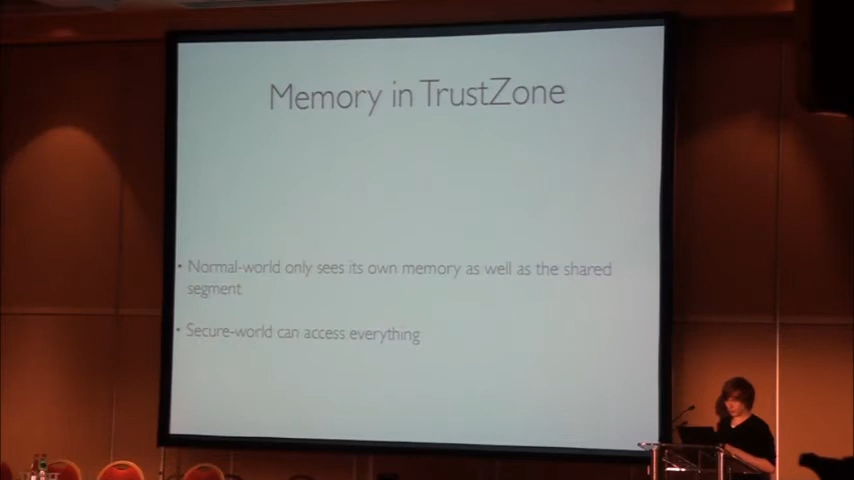 Memory in TrustZone
• Normal-world only sees its own memory as well as the shared
segment
• Secure-world can access everything